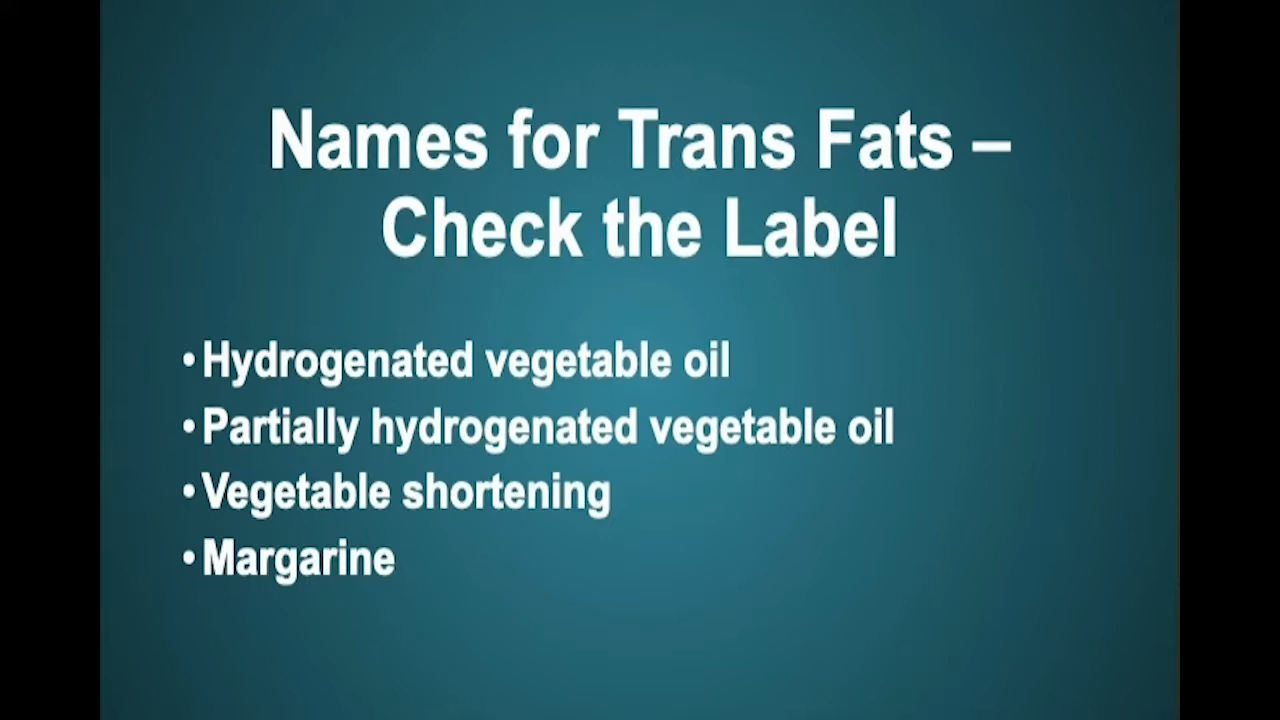 Names for Trans Fats –
Check the Label
• Hydrogenated vegetable oil
• Partially hydrogenated vegetable oil
• Vegetable shortening
• Margarine